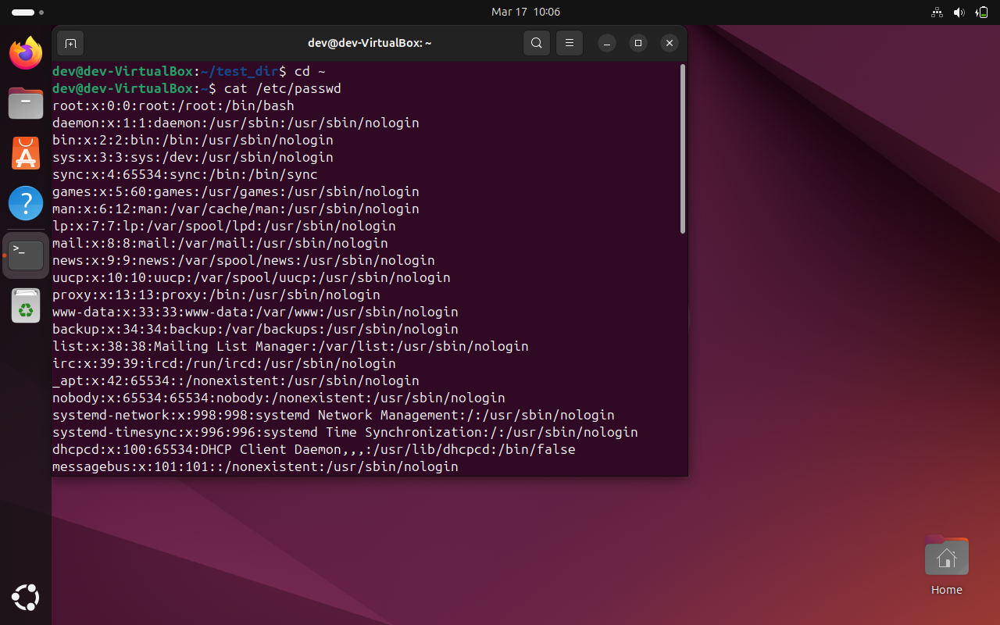 Mar 17 10:06
dev@dev-VirtualBox: ~
dev@dev-VirtualBox:~/test_dir$ cd ~
dev@dev-VirtualBox:~$ cat /etc/passwd
root:x:0:0:root:/root:/bin/bash
daemon:x:1:1:daemon:/usr/sbin:/usr/sbin/nologin
bin:x:2:2:bin:/bin:/usr/sbin/nologin
sys:x:3:3:sys:/dev:/usr/sbin/nologin
sync:x:4:65534:sync:/bin:/bin/sync
games:x:5:60:games:/usr/games:/usr/sbin/nologin
man:x:6:12:man:/var/cache/man:/usr/sbin/nologin
lp:x:7:7:lp:/var/spool/lpd:/usr/sbin/nologin
mail:x:8:8:mail:/var/mail:/usr/sbin/nologin
news:x:9:9:news:/var/spool/news:/usr/sbin/nologin
uucp:x:10:10:uucp:/var/spool/uucp:/usr/sbin/nologin
proxy:x:13:13:proxy:/bin:/usr/sbin/nologin
www-data:x:33:33:www-data:/var/www:/usr/sbin/nologin
backup:x:34:34:backup:/var/backups:/usr/sbin/nologin
list:x:38:38:Mailing List Manager:/var/list:/usr/sbin/nologin
irc:x:39:39:ircd:/run/ircd:/usr/sbin/nologin
_apt:x:42:65534::/nonexistent:/usr/sbin/nologin
nobody:x:65534:65534:nobody:/nonexistent:/usr/sbin/nologin
systemd-network:x:998:998:systemd Network Management:/:/usr/sbin/nologin
systemd-timesync:x:996:996:systemd Time Synchronization:/:/usr/sbin/nologin
dhcpcd:x:100:65534:DHCP Client Daemon,,,:/usr/lib/dhcpcd:/bin/false
messagebus:x:101:101::/nonexistent:/usr/sbin/nologin
Home